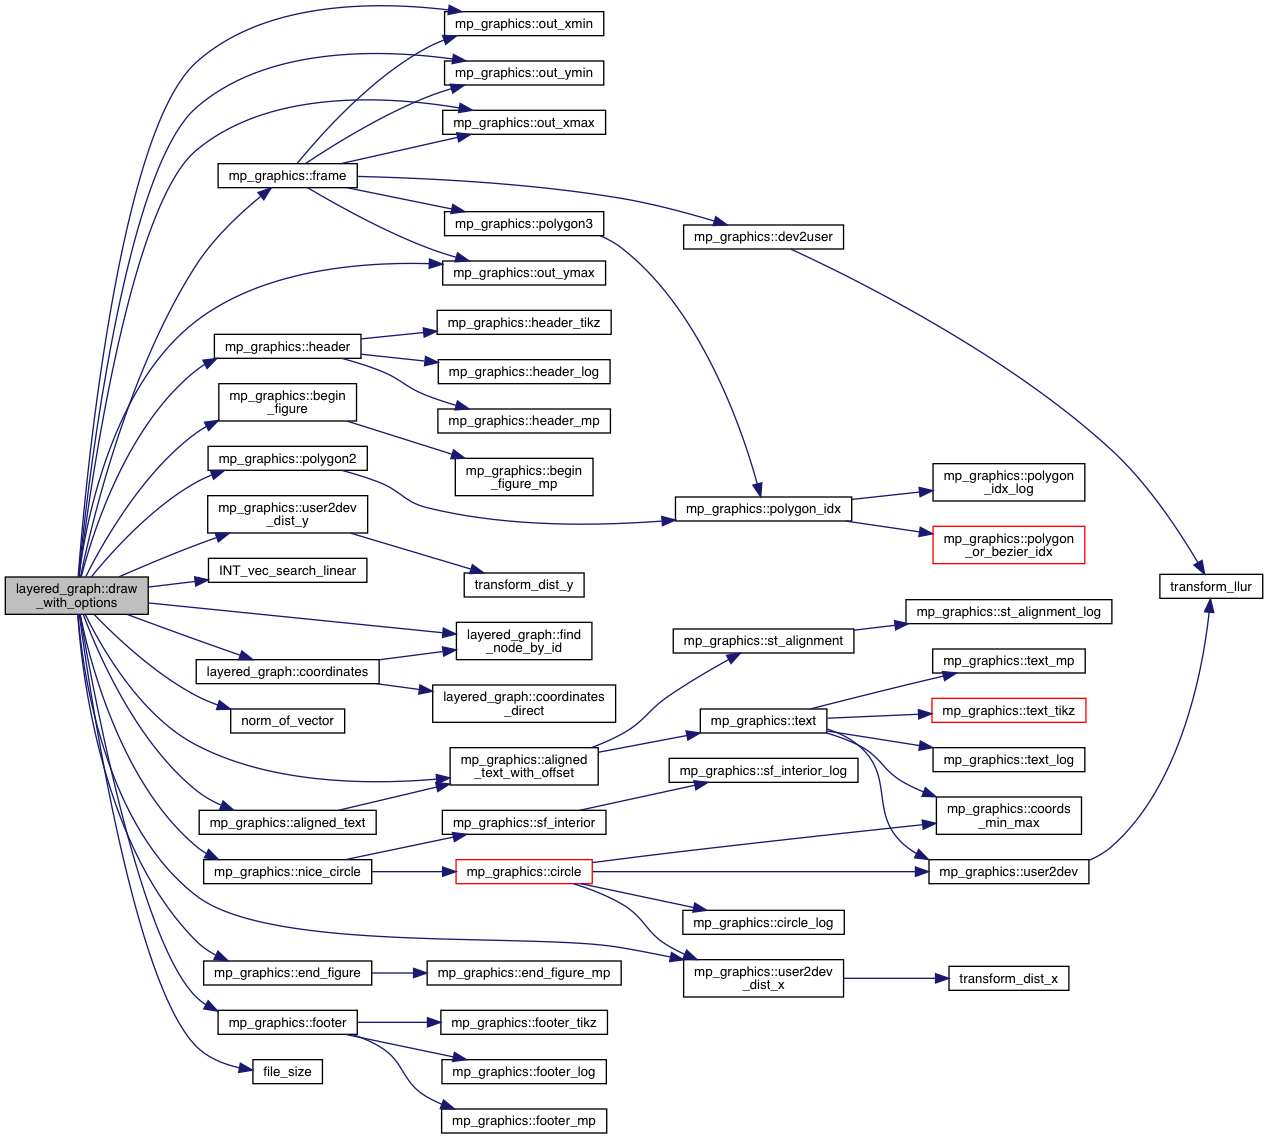 mp_graphics::out_xmin
mp_graphics::out_ymin
mp_graphics::out_xmax
mp_graphics::frame
mp_graphics::polygon3
mp_graphics::dev2user
mp_graphics::out_ymax
mp_graphics::header_tikz
mp_graphics::header
mp_graphics::header_log
mp_graphics::begin
_figure
mp_graphics::header_mp
mp_graphics::polygon2
mp_graphics::begin
_figure_mp
mp_graphics::polygon
_idx_log
mp_graphics::user2dev
_dist_y
mp_graphics::polygon_idx
mp_graphics::polygon
_or_bezier_idx
INT_vec_search_linear
transform_dist_y
transform_llur
layered_graph::draw
_with_options
mp_graphics::st_alignment_log
layered_graph::find
_node_by_id
mp_graphics::st_alignment
layered_graph::coordinates
mp_graphics::text_mp
layered_graph::coordinates
_direct
mp_graphics::text_tikz
norm_of_vector
mp_graphics::text
mp_graphics::text_log
mp_graphics::aligned
_text_with_offset
mp_graphics::sf_interior_log
mp_graphics::coords
_min_max
mp_graphics::aligned_text
mp_graphics::sf_interior
mp_graphics::nice_circle
mp_graphics::circle
mp_graphics::user2dev
mp_graphics::circle_log
mp_graphics::end_figure
mp_graphics::end_figure_mp
mp_graphics::user2dev
_dist_x
transform_dist_x
mp_graphics::footer
mp_graphics::footer_tikz
file_size
mp_graphics::footer_log
mp_graphics::footer_mp